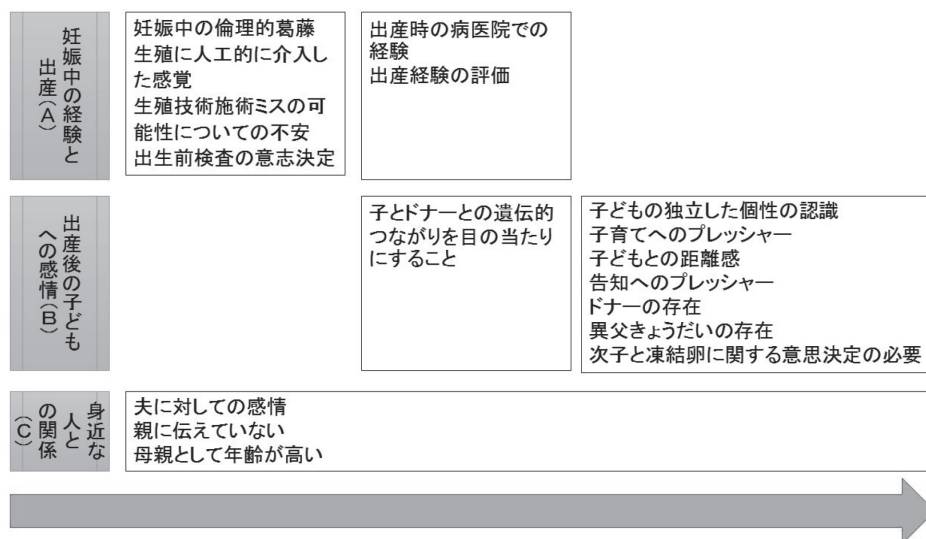 妊娠中の経験と
出産(A)
妊娠中の倫理的葛藤
生殖に人工的に介入し
た感覚
生殖技術施術ミスの可
能性についての不安
出生前検査の意志決定
出産時の病医院での
経験
出産経験の評価
出産後の子ども
への感情(B)
子とドナーとの遺伝的
つながりを目の当たり
にすること
子どもの独立した個性の認識
子育てへのプレッシャー
子どもとの距離感
告知へのプレッシャー
ドナーの存在
異父きょうだいの存在
次子と凍結卵に関する意思決定の必要
身近な
人と
の関係
(C)
夫に対しての感情
親に伝えていない
母親として年齢が高い